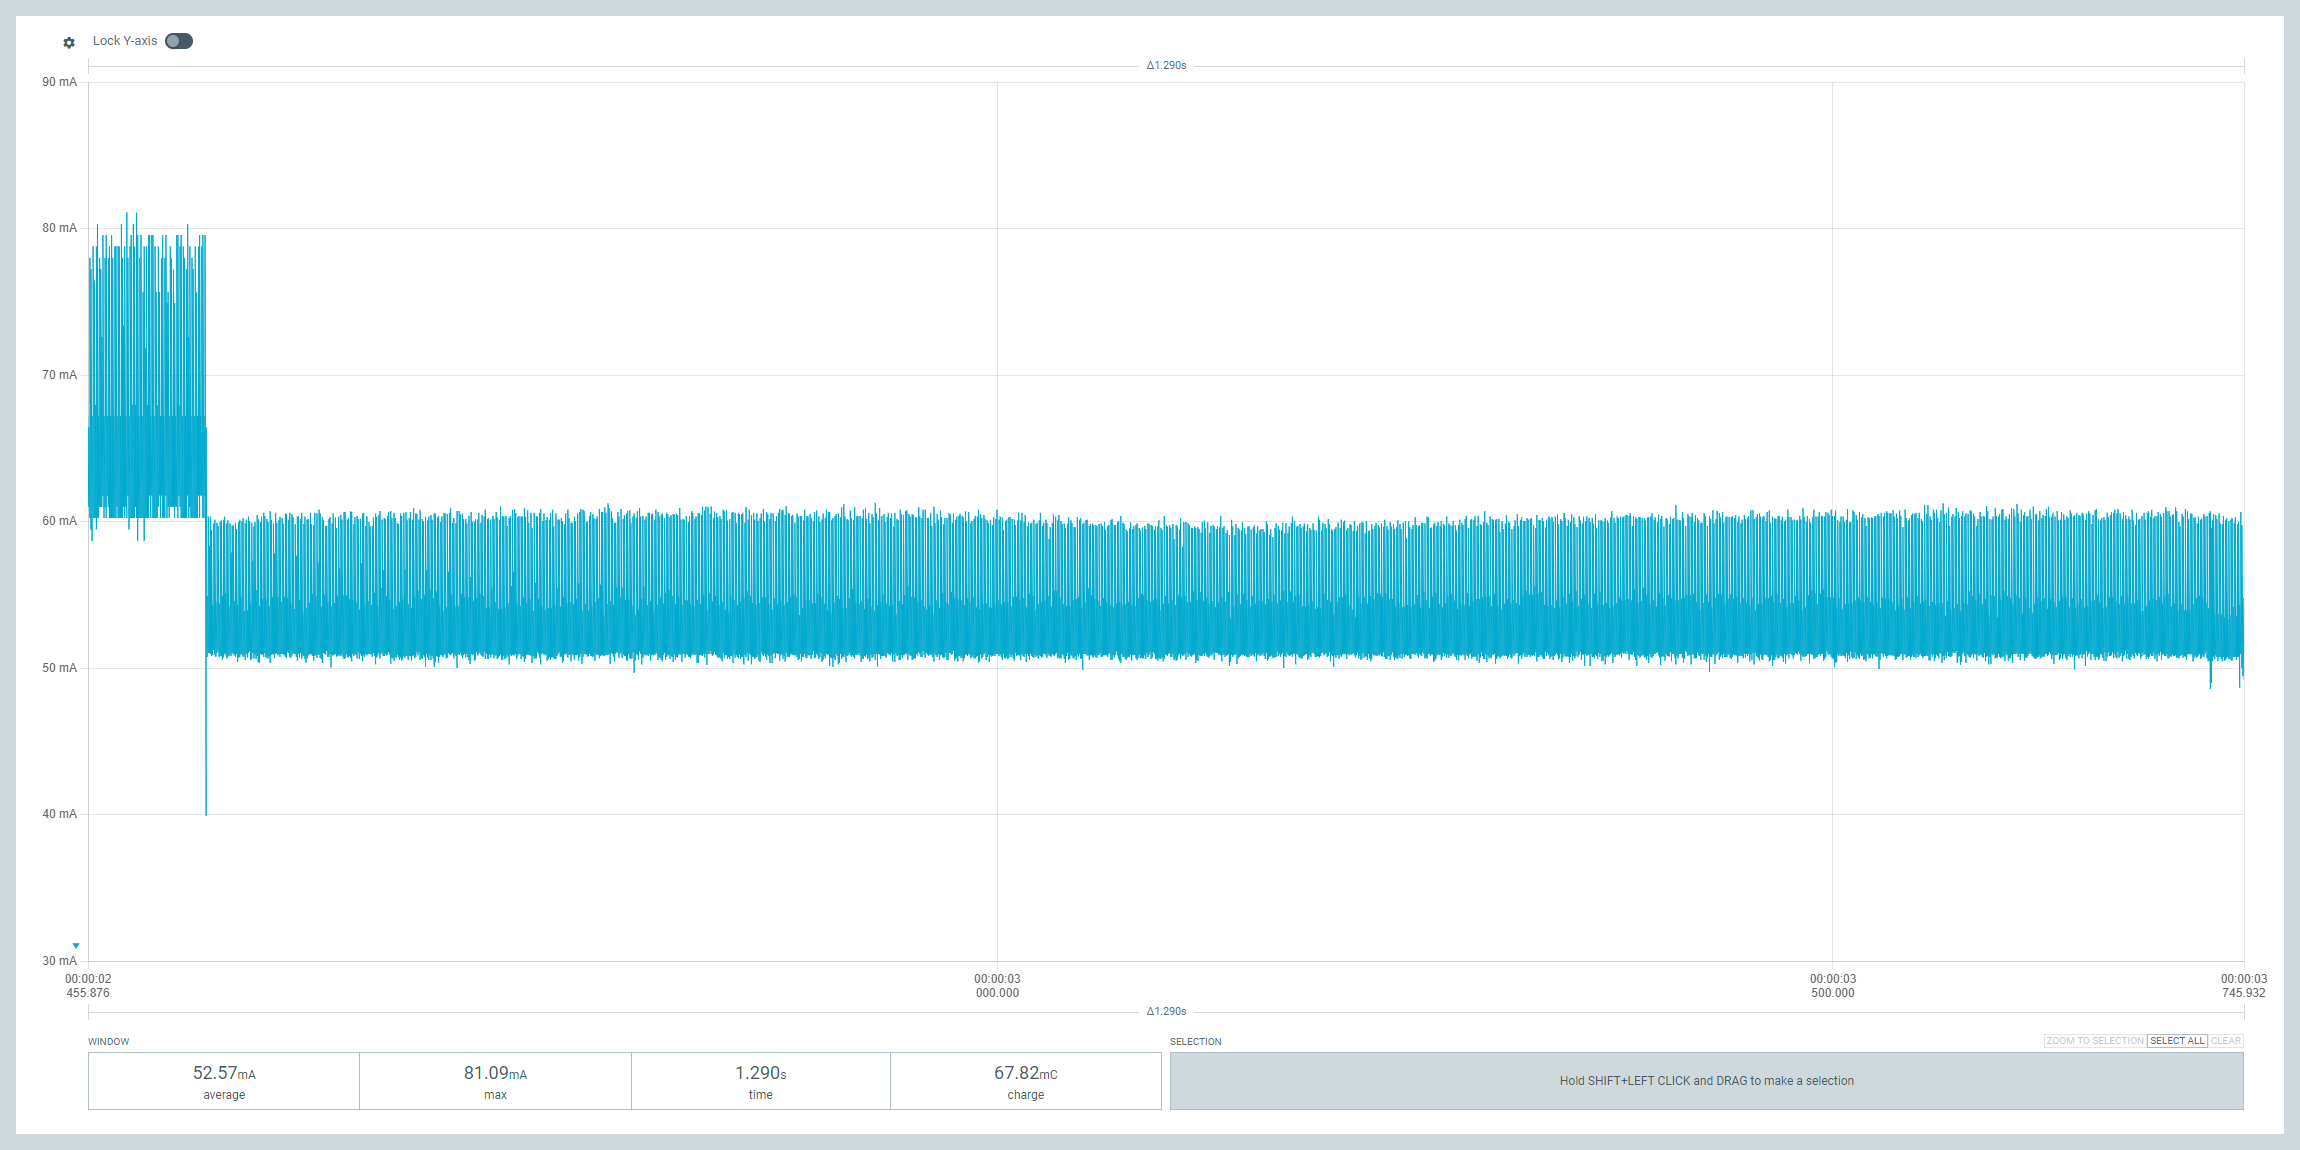 Lock Y-axis
Δ1.290s
90 mA
80 mA
70 mA
60 mA
50 mA
40 mA
30 mA
00:00:02 00:00:03 00:00:03 00:00:03
455.876 000.000 500.000 745.932
Δ1.290s
WINDOW
52.57mA 81.09mA 1.290s 67.82mC
average max time charge
SELECTION
ZOOM TO SELECTION SELECT ALL CLEAR
Hold SHIFT+LEFT CLICK and DRAG to make a selection